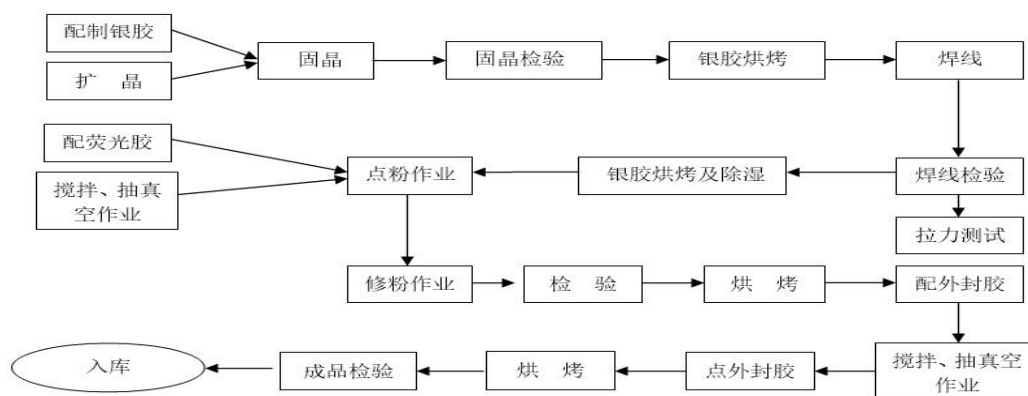 配制银胶
扩 晶
固晶
固晶检验
银胶烘烤
焊线
配荧光胶
搅拌、抽真
空作业
点粉作业
银胶烘烤及除湿
焊线检验
拉力测试
修粉作业
检 验
烘 烤
配外封胶
入库
成品检验
烘 烤
点外封胶
搅拌、抽真空
作业